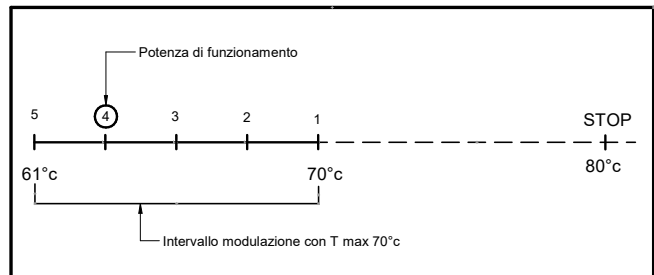 Potenza di funzionamento
5 4 3 2 1 STOP
61°c 70°c 80°c
Intervallo modulazione con T max 70°c